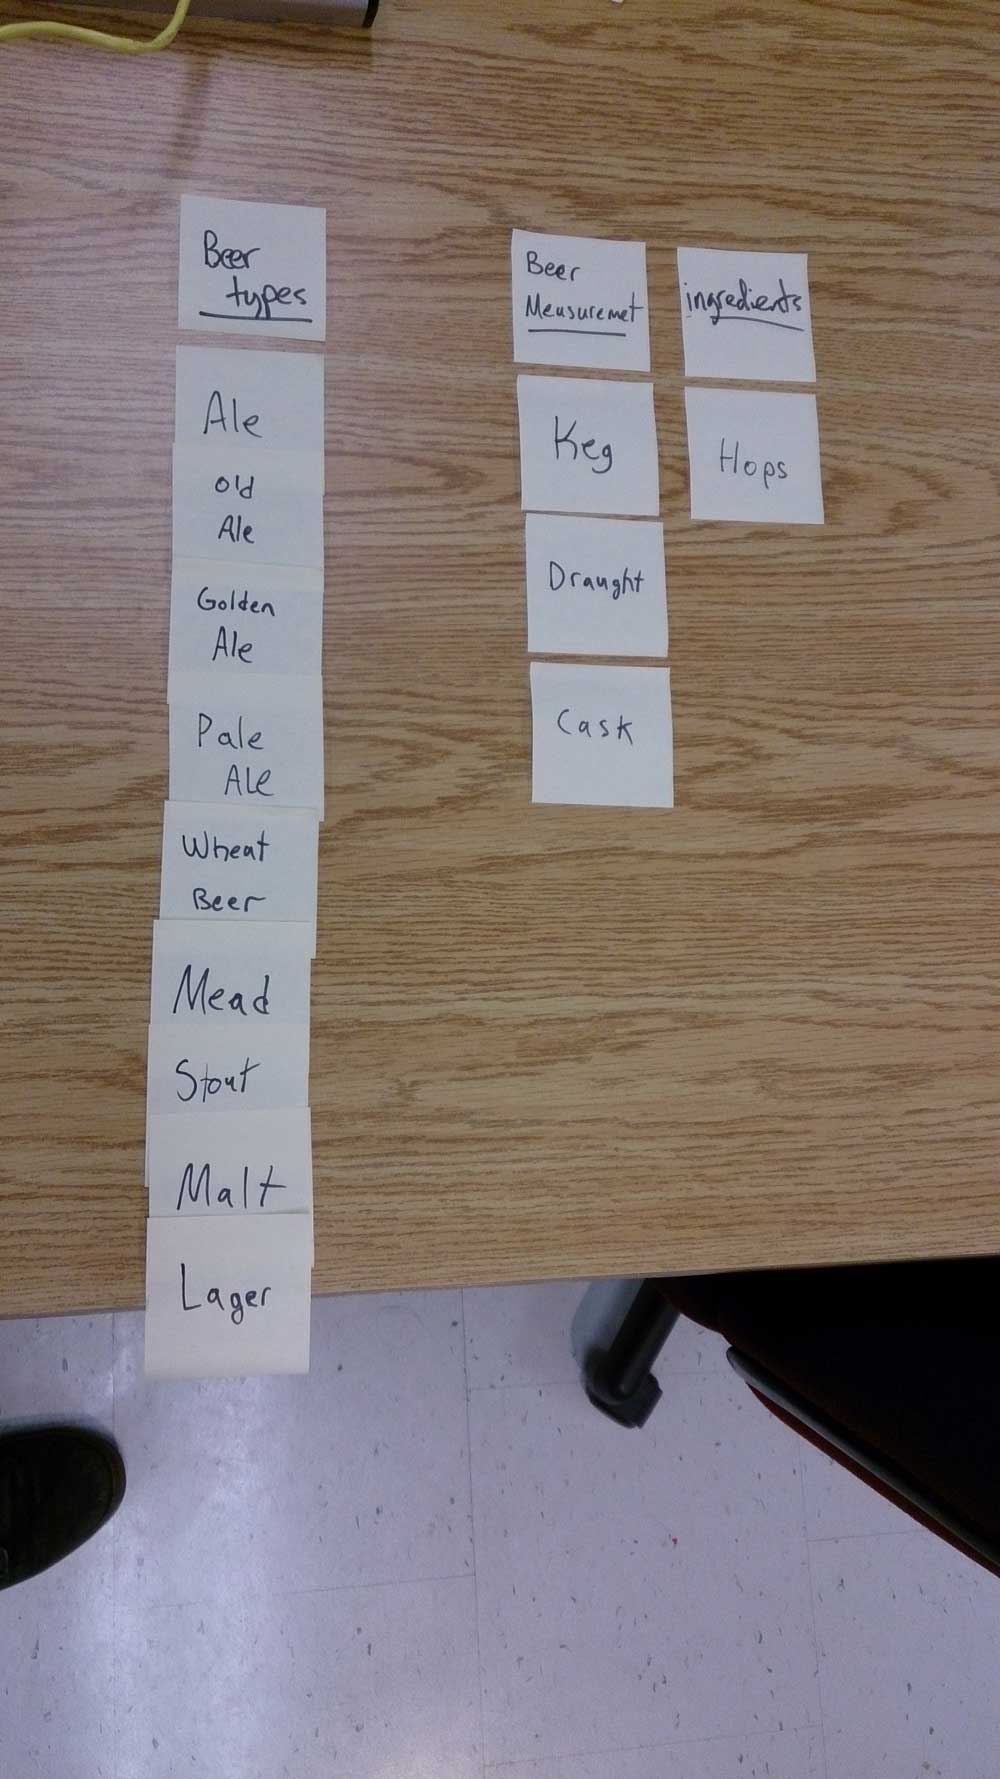 Beer
types
Ale
Old
Ale
Golden
Ale
Pale
Ale
Wheat
Beer
Mead
Stout
Malt
Lager
Beer
Measuremet
Keg
Draught
Cask
ingredients
Hops